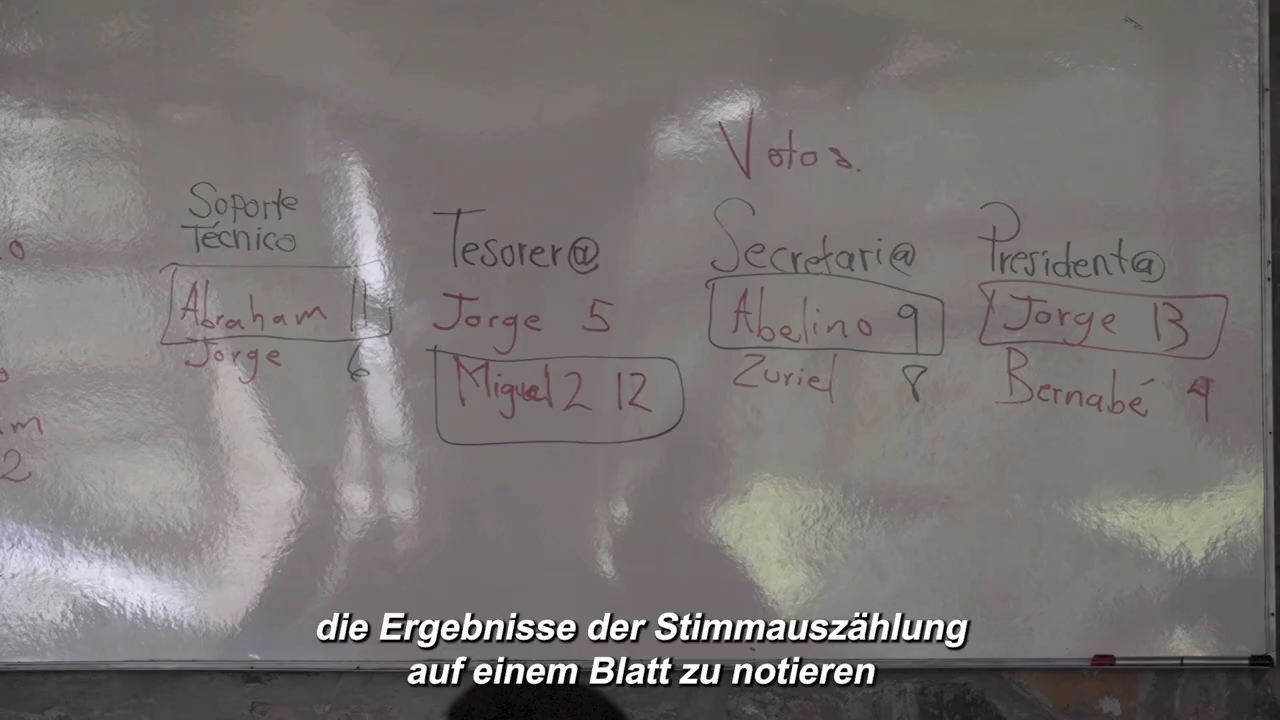 Votos.
Soporte
Técnico
Abraham 11
Jorge 6
Tesorer@
Jorge 5
Miguel 2 12
Secretari@
Abelino 9
Zuriel 8
President@
Jorge 13
Bernabé 4
o
o
m
2
die Ergebnisse der Stimmauszählung
auf einem Blatt zu notieren